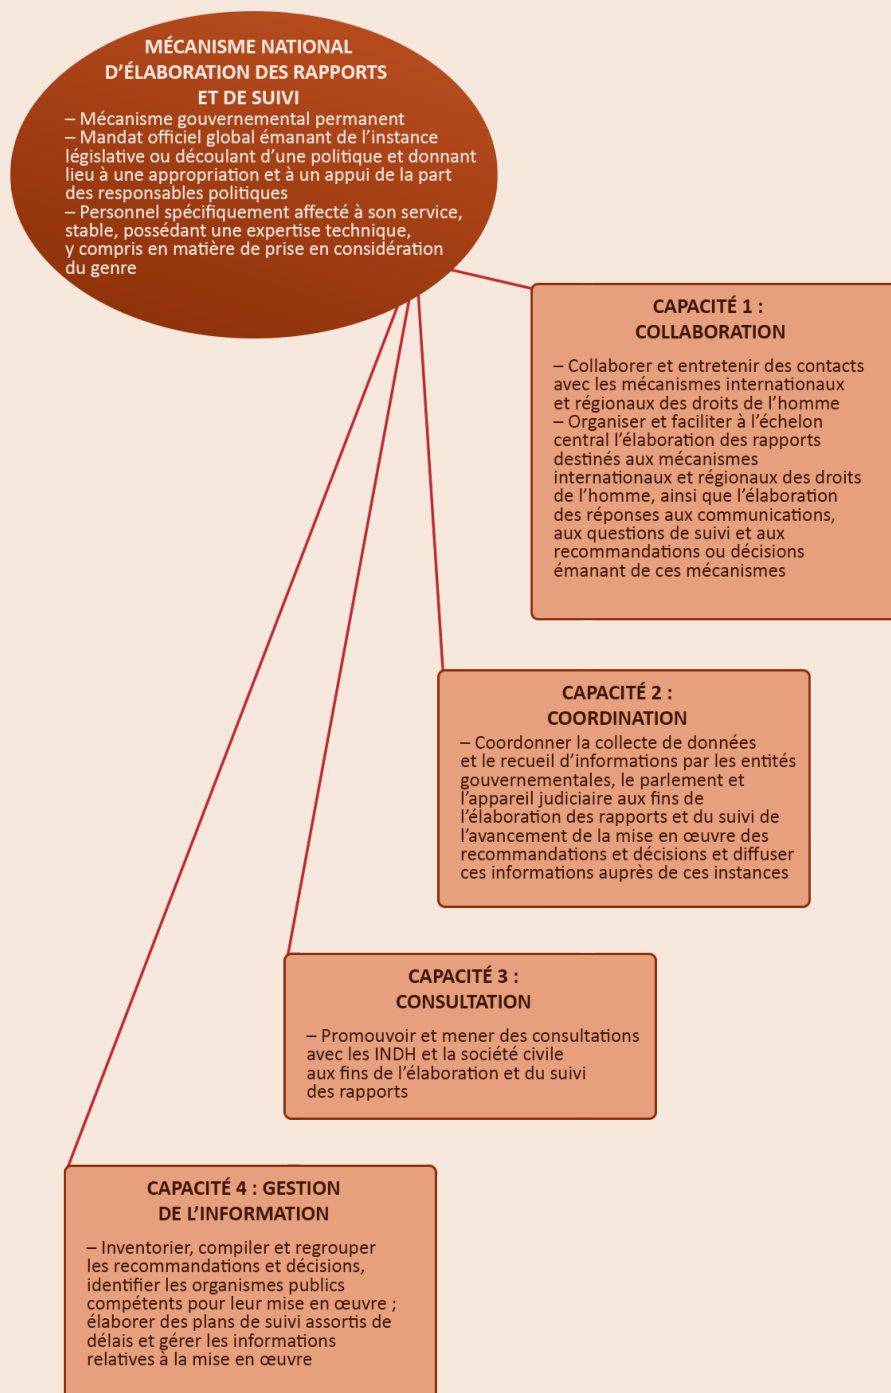 MÉCANISME NATIONAL
D’ÉLABORATION DES RAPPORTS
ET DE SUIVI
– Mécanisme gouvernemental permanent
– Mandat officiel global émanant de l’instance
législative ou découlant d’une politique et donnant
lieu à une appropriation et à un appui de la part
des responsables politiques
– Personnel spécifiquement affecté à son service,
stable, possédant une expertise technique,
y compris en matière de prise en considération
du genre
CAPACITÉ 1 :
COLLABORATION
– Collaborer et entretenir des contacts
avec les mécanismes internationaux
et régionaux des droits de l’homme
– Organiser et faciliter à l’échelon
central l’élaboration des rapports
destinés aux mécanismes
internationaux et régionaux des droits
de l’homme, ainsi que l’élaboration
des réponses aux communications,
aux questions de suivi et aux
recommandations ou décisions
émanant de ces mécanismes
CAPACITÉ 2 :
COORDINATION
– Coordonner la collecte de données
et le recueil d’informations par les entités
gouvernementales, le parlement et
l’appareil judiciaire aux fins de
l’élaboration des rapports et du suivi de
l’avancement de la mise en œuvre des
recommandations et décisions et diffuser
ces informations auprès de ces instances
CAPACITÉ 3 :
CONSULTATION
– Promouvoir et mener des consultations
avec les INDH et la société civile
aux fins de l’élaboration et du suivi
des rapports
CAPACITÉ 4 : GESTION
DE L’INFORMATION
– Inventorier, compiler et regrouper
les recommandations et décisions,
identifier les organismes publics
compétents pour leur mise en œuvre ;
élaborer des plans de suivi assortis de
délais et gérer les informations
relatives à la mise en œuvre